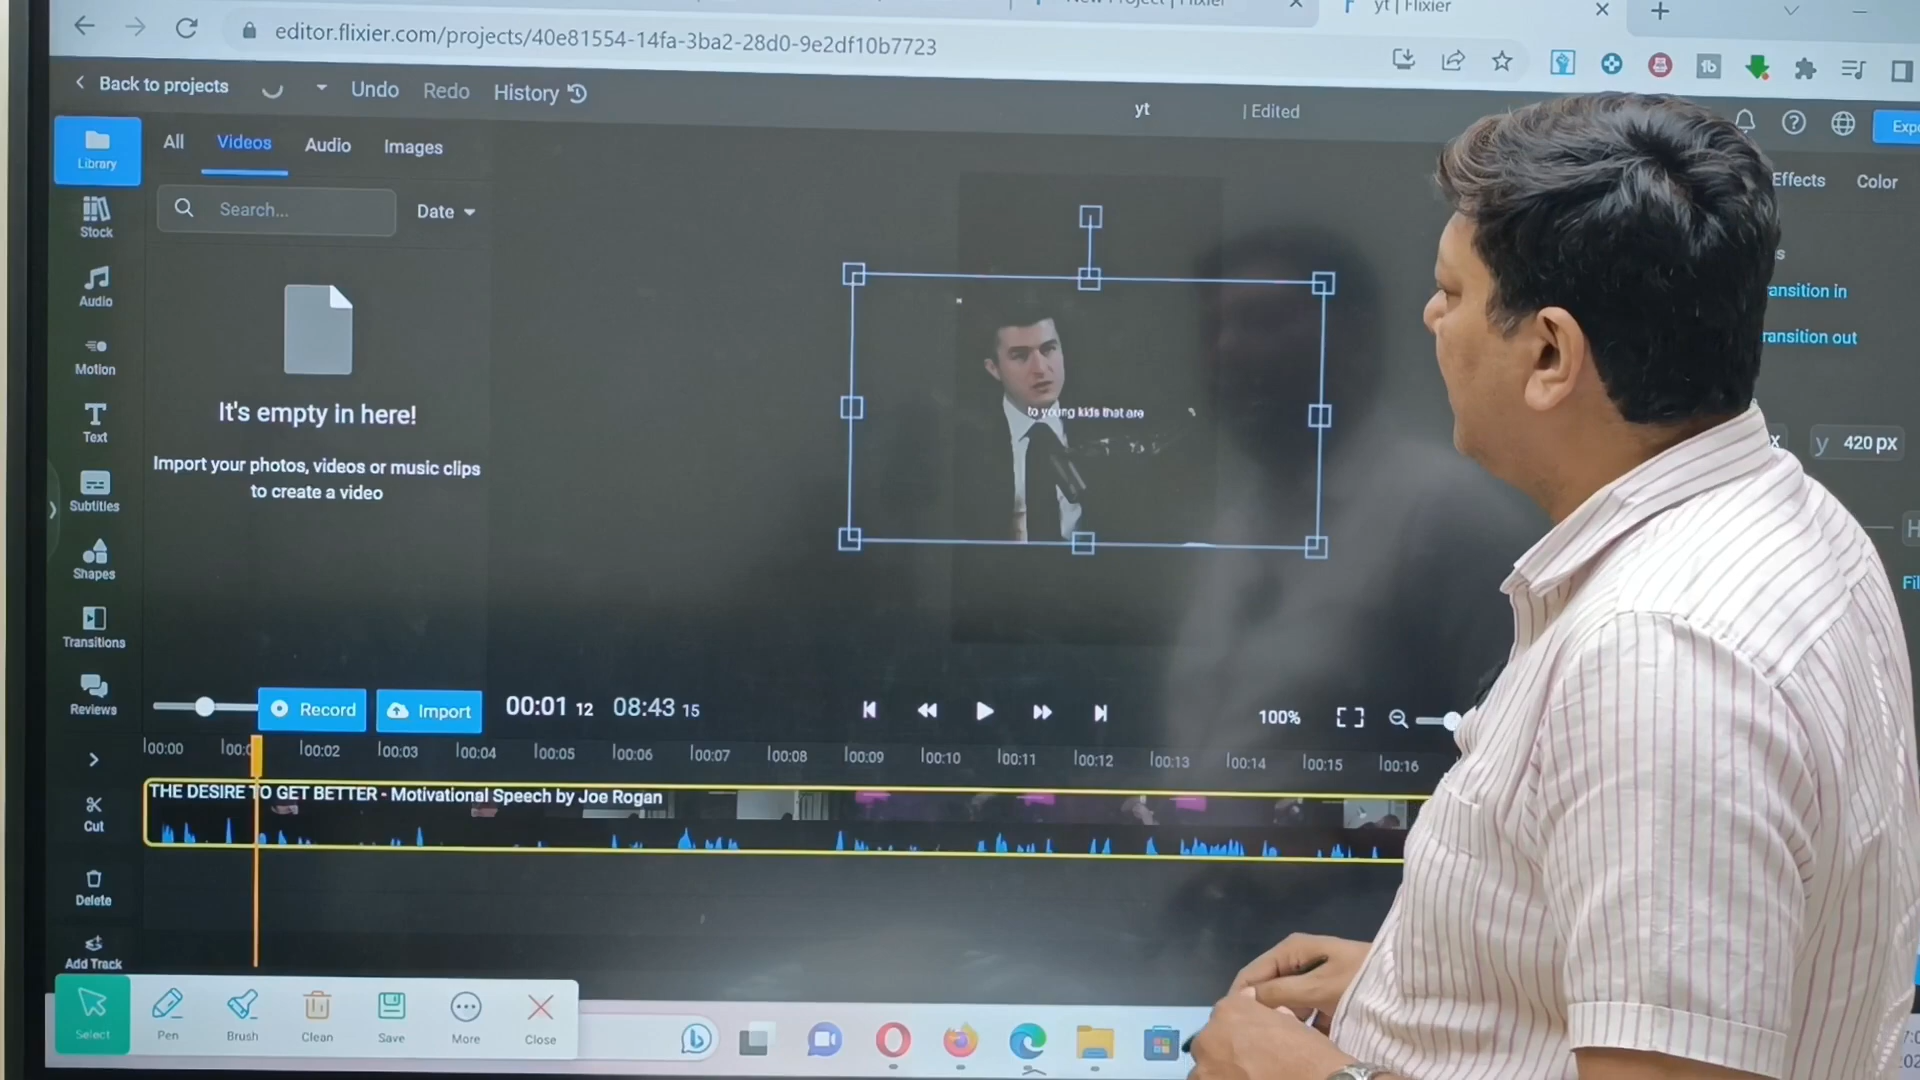 yt | Flixier
editor.flixier.com/projects/40e81554-14fa-3ba2-28d0-9e2df10b7723
Back to projects
Undo
Redo
History
yt
| Edited
Library
All
Videos
Audio
Images
Effects
Color
Search...
Date
Stock
Audio
Motion
Text
Subtitles
Shapes
Transitions
Reviews
It's empty in here!
Import your photos, videos or music clips
to create a video
to young kids that are
ansition in
ransition out
y 420 px
Record
Import
00:01 12
08:43 15
100%
00:00
00:02
00:03
00:04
00:05
00:06
00:07
00:08
00:09
00:10
00:11
00:12
00:13
00:14
00:15
00:16
THE DESIRE TO GET BETTER - Motivational Speech by Joe Rogan
Cut
Delete
Add Track
Select
Pen
Brush
Clean
Save
More
Close